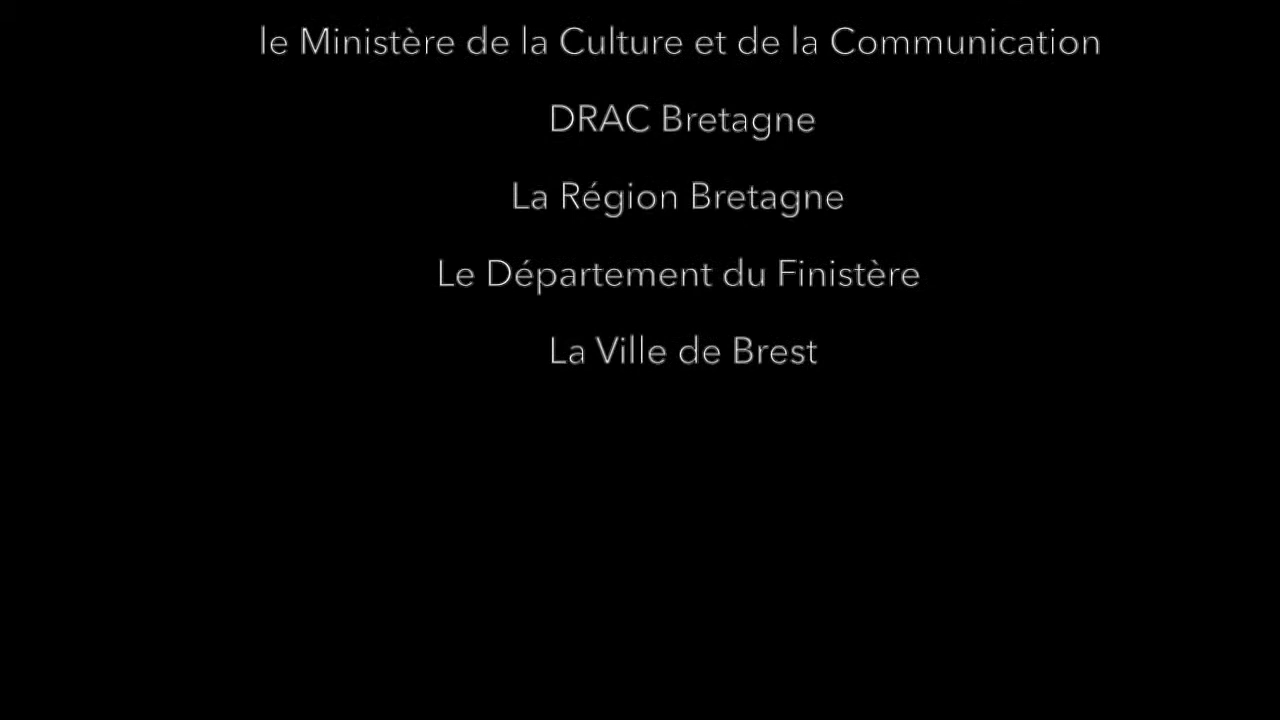 le Ministère de la Culture et de la Communication
DRAC Bretagne
La Région Bretagne
Le Département du Finistère
La Ville de Brest